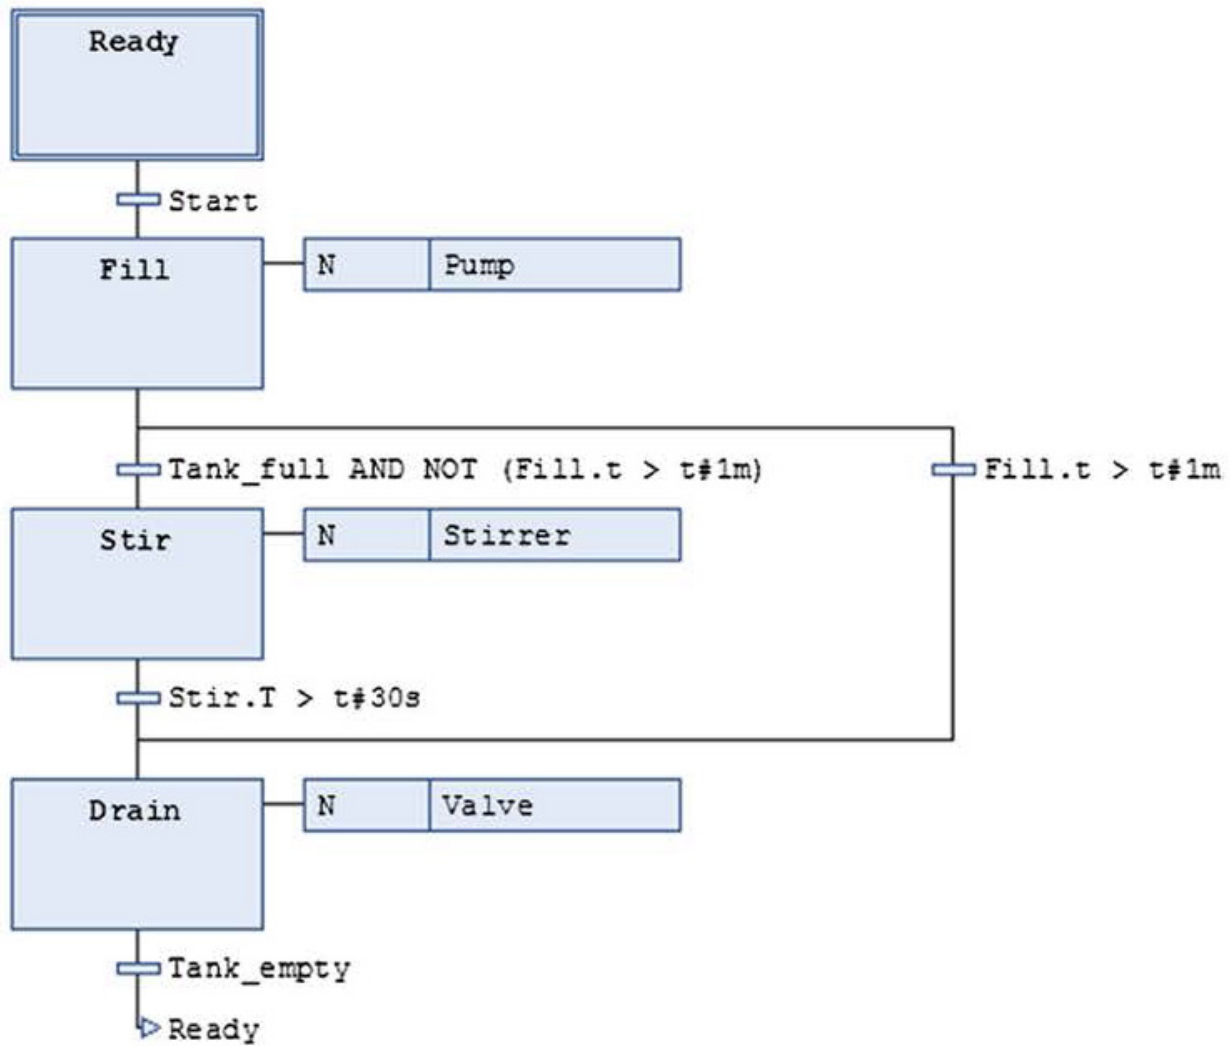 Ready
Start
Fill
N Pump
Tank_full AND NOT (Fill.t > t#1m)
Fill.t > t#1m
Stir
N Stirrer
Stir.T > t#30s
Drain
N Valve
Tank_empty
Ready